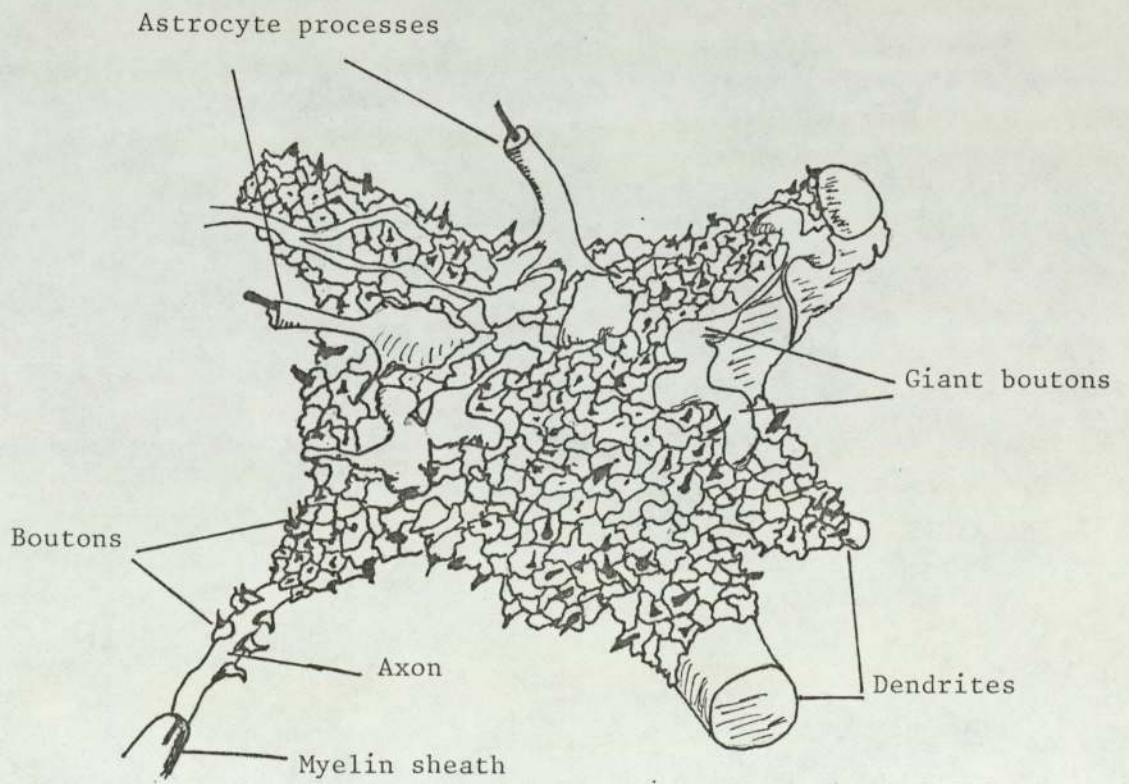 Astrocyte processes
Giant boutons
Boutons
Axon
Dendrites
Myelin sheath